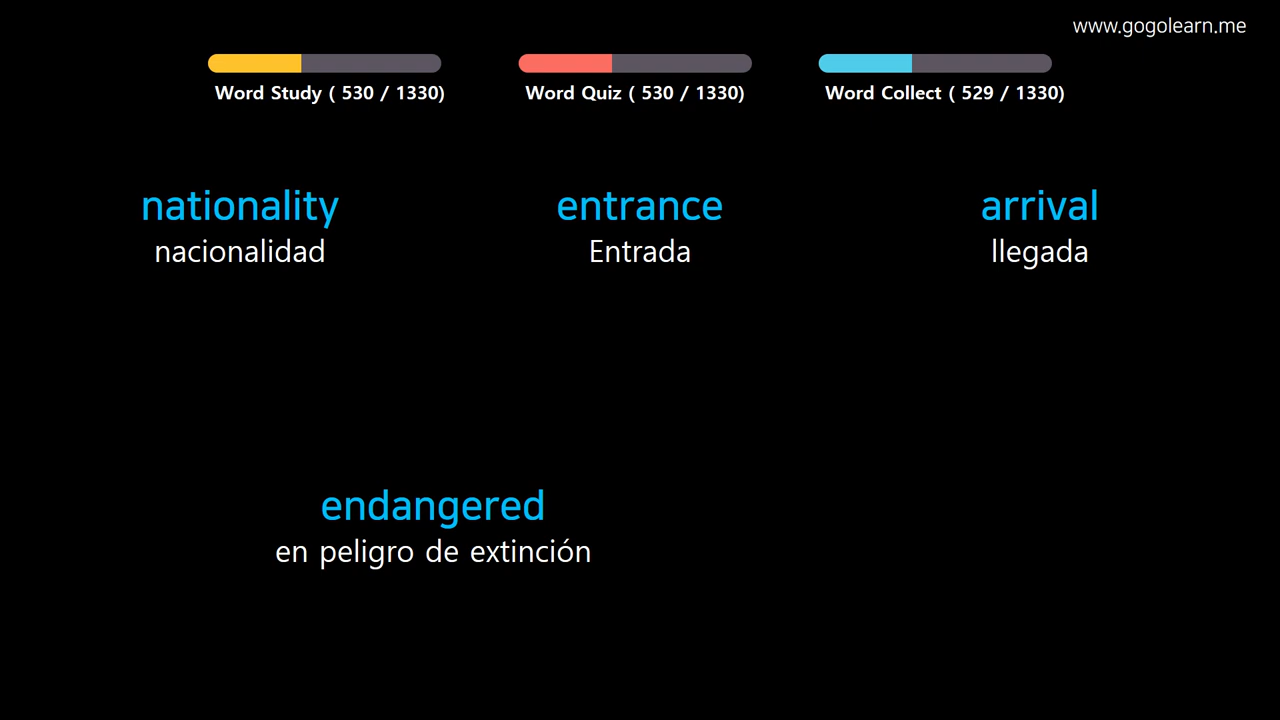 www.gogolearn.me
Word Study ( 530 / 1330)
Word Quiz ( 530 / 1330)
Word Collect ( 529 / 1330)
nationality
nacionalidad
entrance
Entrada
arrival
llegada
endangered
en peligro de extinción